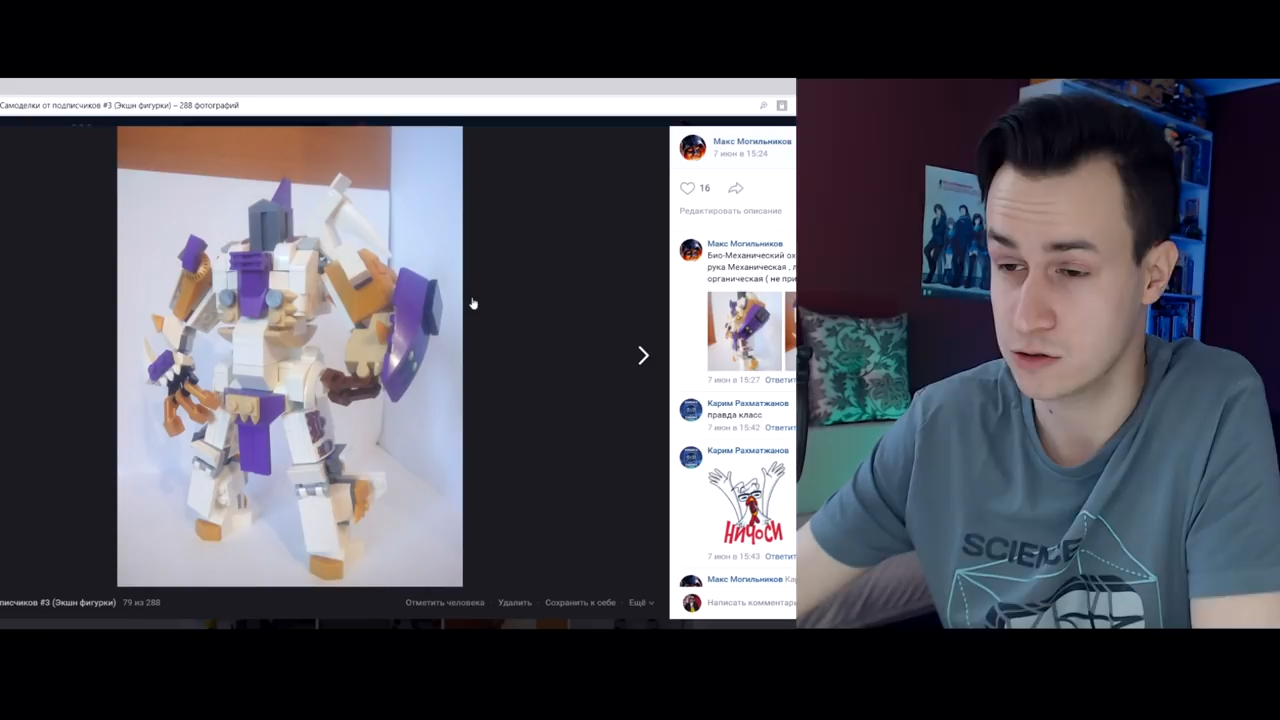 Самоделки от подписчиков #3 (Экшн фигурки) – 288 фотографий
Макс Могильников
7 июн в 15:24
16
Редактировать описание
Макс Могильников
Био-Механический ох
рука Механическая , л
органическая ( не при
7 июн в 15:27 Ответит
Карим Рахматжанов
правда класс
7 июн в 15:42 Ответит
Карим Рахматжанов
НИЧОСИ
7 июн в 15:43 Ответит
Макс Могильников Ка
Написать комментар
писчиков #3 (Экшн фигурки) 79 из 288
Отметить человека Удалить Сохранить к себе Ещё
SCIENCE